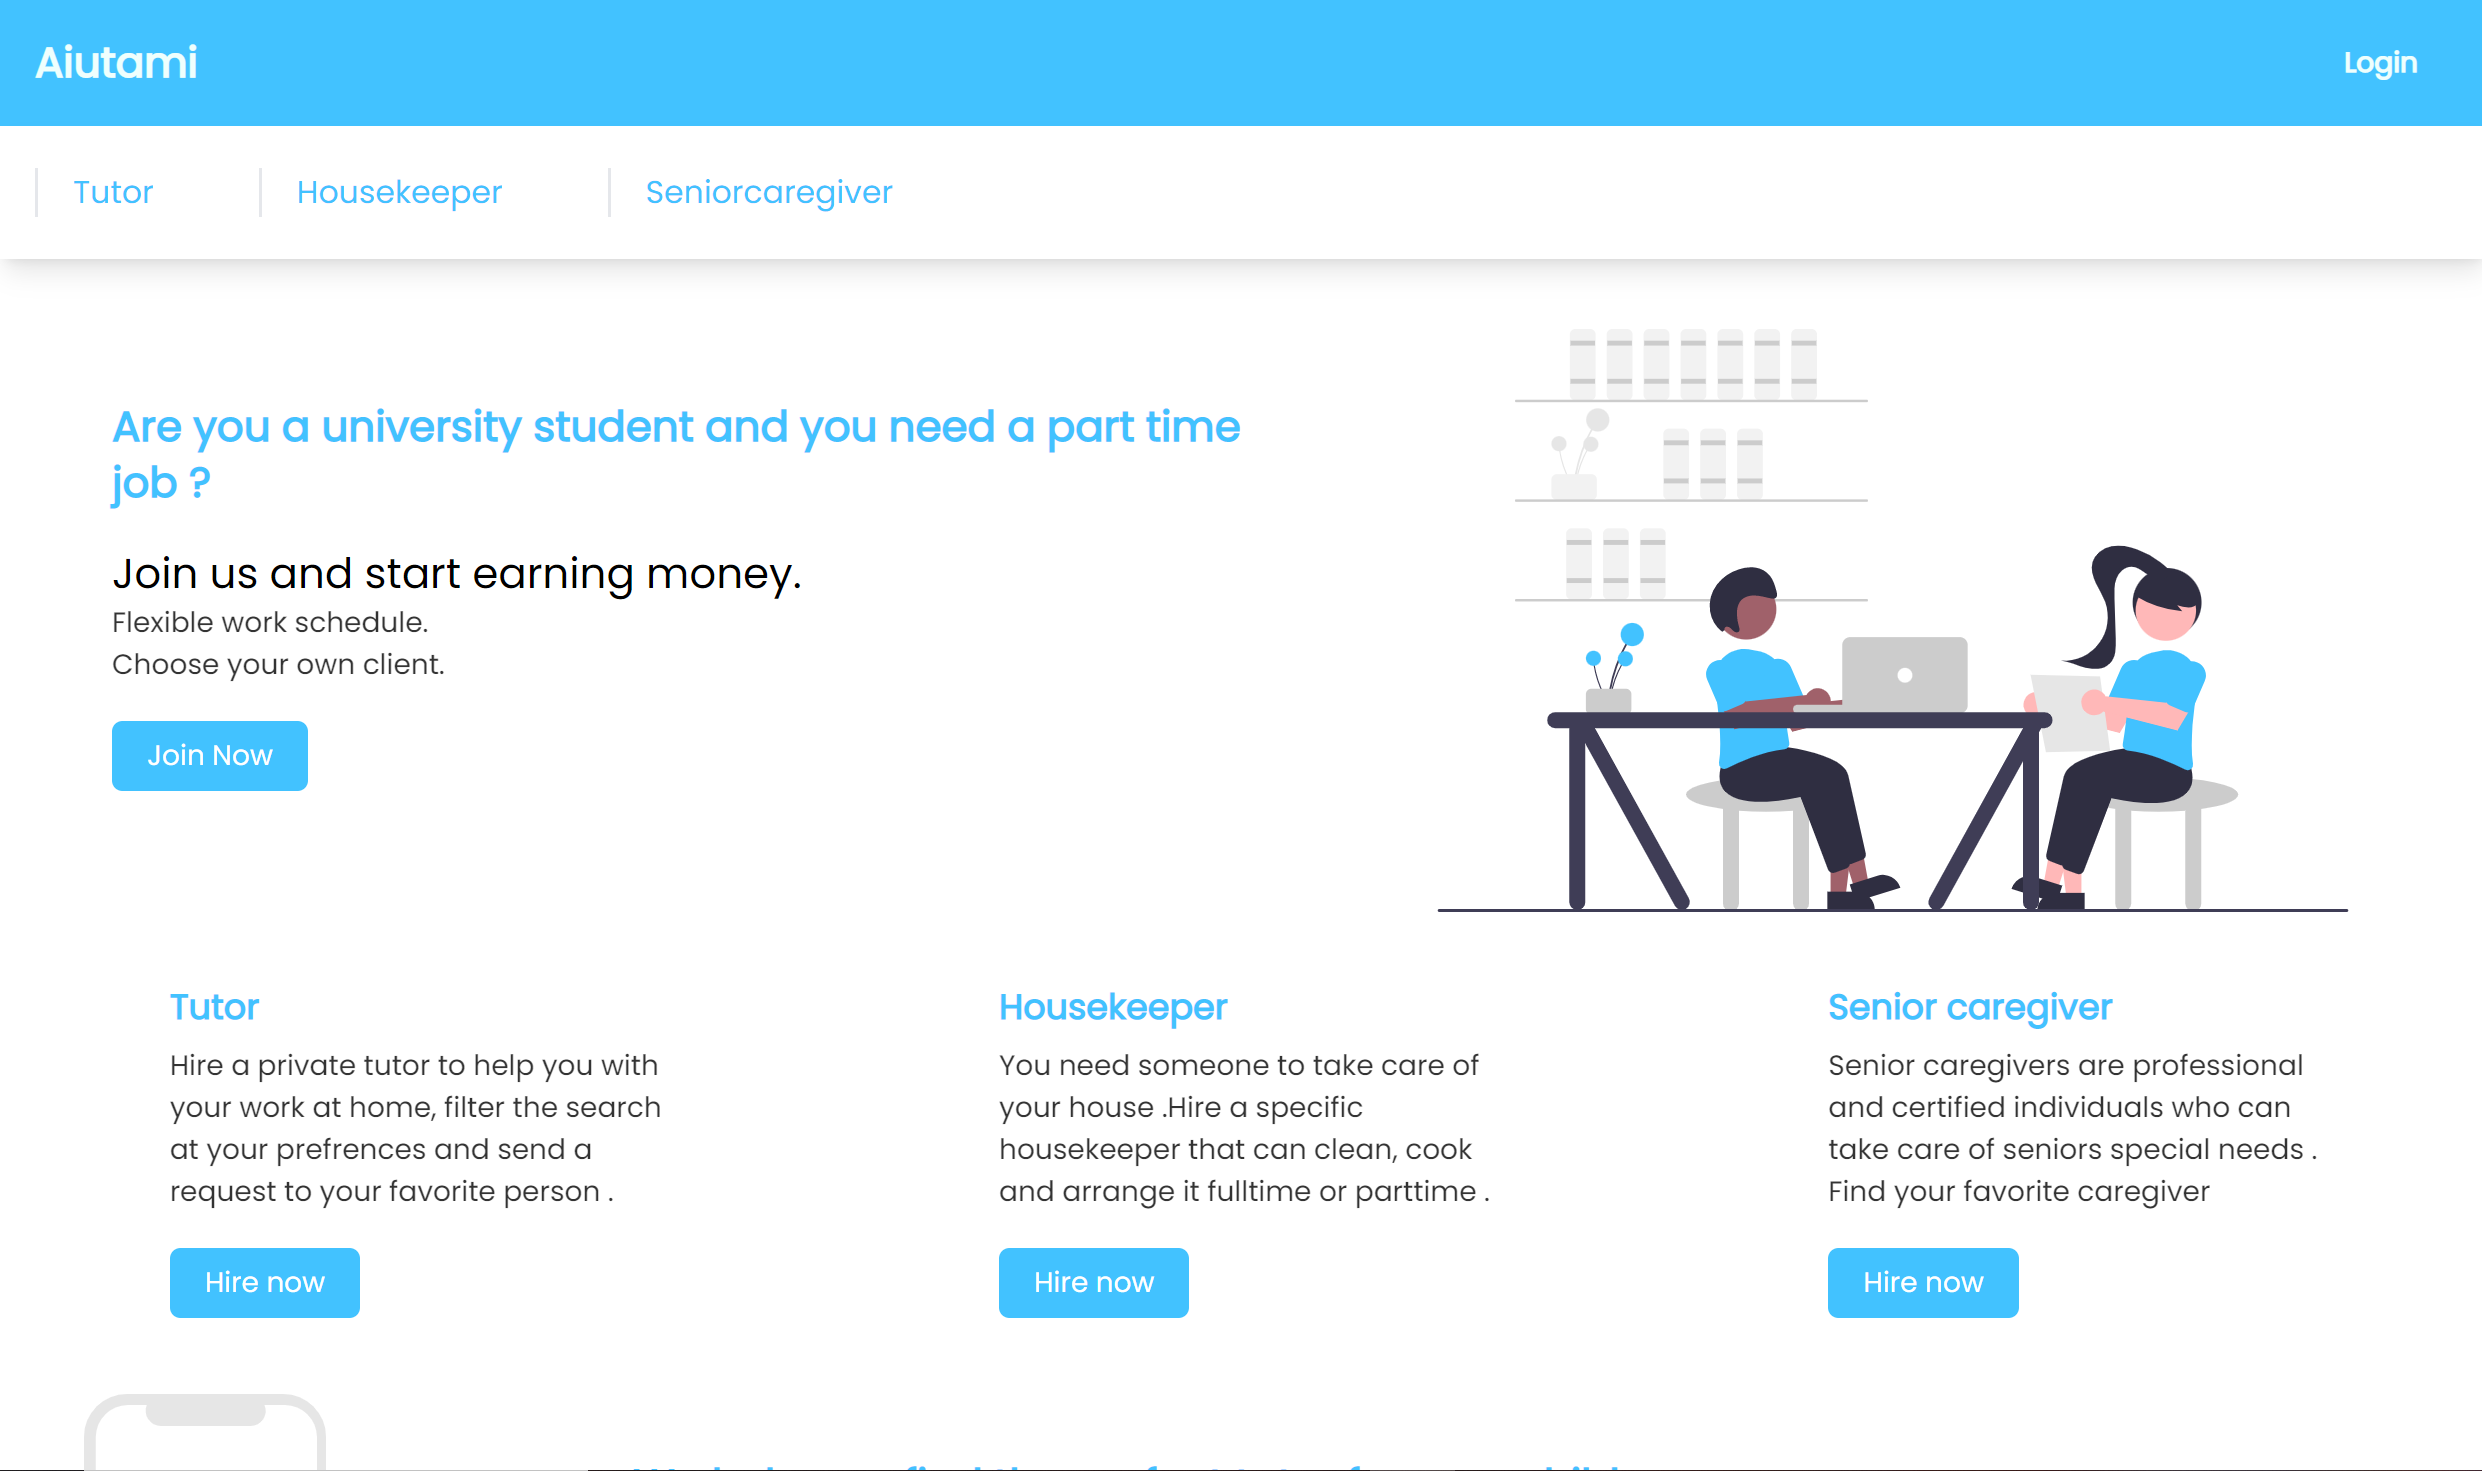 Aiutami
Login
Tutor
Housekeeper
Seniorcaregiver
Are you a university student and you need a part time
job ?
Join us and start earning money.
Flexible work schedule.
Choose your own client.
Join Now
Tutor
Hire a private tutor to help you with
your work at home, filter the search
at your prefrences and send a
request to your favorite person .
Hire now
Housekeeper
You need someone to take care of
your house .Hire a specific
housekeeper that can clean, cook
and arrange it fulltime or parttime .
Hire now
Senior caregiver
Senior caregivers are professional
and certified individuals who can
take care of seniors special needs .
Find your favorite caregiver
Hire now